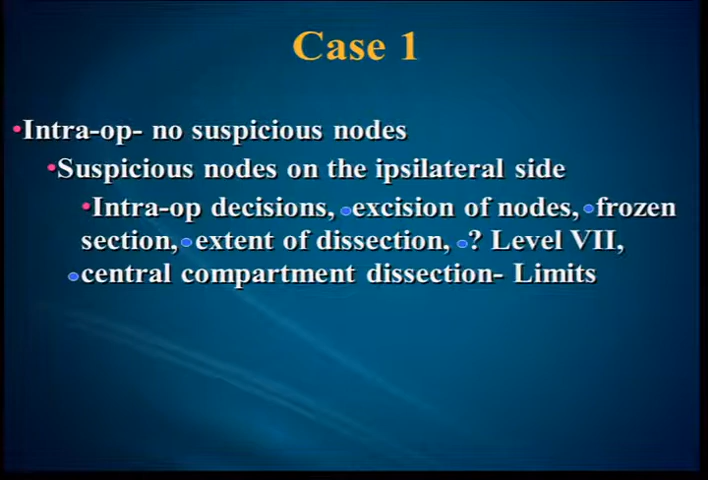 Case 1
•Intra-op- no suspicious nodes
•Suspicious nodes on the ipsilateral side
•Intra-op decisions, •excision of nodes, •frozen
section, •extent of dissection, •? Level VII,
•central compartment dissection- Limits